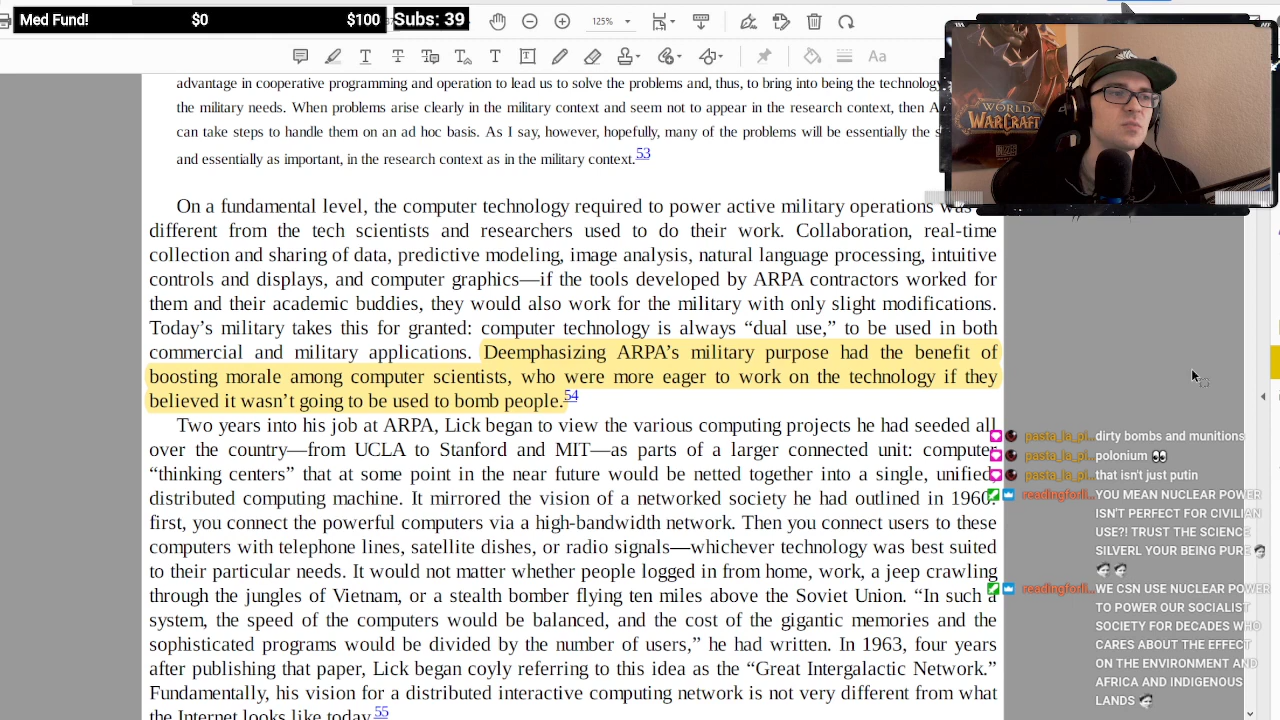 Med Fund! $0 $100 Subs: 39
125%
Aa
advantage in cooperative programming and operation to lead us to solve the problems and, thus, to bring into being the technology
the military needs. When problems arise clearly in the military context and seem not to appear in the research context, then
can take steps to handle them on an ad hoc basis. As I say, however, hopefully, many of the problems will be essentially the
and essentially as important, in the research context as in the military context.53
On a fundamental level, the computer technology required to power active military operations was
different from the tech scientists and researchers used to do their work. Collaboration, real-time
collection and sharing of data, predictive modeling, image analysis, natural language processing, intuitive
controls and displays, and computer graphics—if the tools developed by ARPA contractors worked for
them and their academic buddies, they would also work for the military with only slight modifications.
Today’s military takes this for granted: computer technology is always “dual use,” to be used in both
commercial and military applications. Deemphasizing ARPA’s military purpose had the benefit of
boosting morale among computer scientists, who were more eager to work on the technology if they
believed it wasn’t going to be used to bomb people.54
Two years into his job at ARPA, Lick began to view the various computing projects he had seeded all
over the country—from UCLA to Stanford and MIT—as parts of a larger connected unit: computer
“thinking centers” that at some point in the near future would be netted together into a single, unified,
distributed computing machine. It mirrored the vision of a networked society he had outlined in 1960:
first, you connect the powerful computers via a high-bandwidth network. Then you connect users to these
computers with telephone lines, satellite dishes, or radio signals—whichever technology was best suited
to their particular needs. It would not matter whether people logged in from home, work, a jeep crawling
through the jungles of Vietnam, or a stealth bomber flying ten miles above the Soviet Union. “In such a
system, the speed of the computers would be balanced, and the cost of the gigantic memories and the
sophisticated programs would be divided by the number of users,” he had written. In 1963, four years
after publishing that paper, Lick began coyly referring to this idea as the “Great Intergalactic Network.”
Fundamentally, his vision for a distributed interactive computing network is not very different from what
the Internet looks like today.55
WORLD
WARCRAFT
pasta_la_pi... dirty bombs and munitions
pasta_la_pi... polonium 👀
pasta_la_pi... that isn't just putin
readingforli... YOU MEAN NUCLEAR POWER
ISN'T PERFECT FOR CIVILIAN
USE?! TRUST THE SCIENCE
SILVERL YOUR BEING PURE
readingforli... WE CSN USE NUCLEAR POWER
TO POWER OUR SOCIALIST
SOCIETY FOR DECADES WHO
CARES ABOUT THE EFFECT
ON THE ENVIRONMENT AND
AFRICA AND INDIGENOUS
LANDS